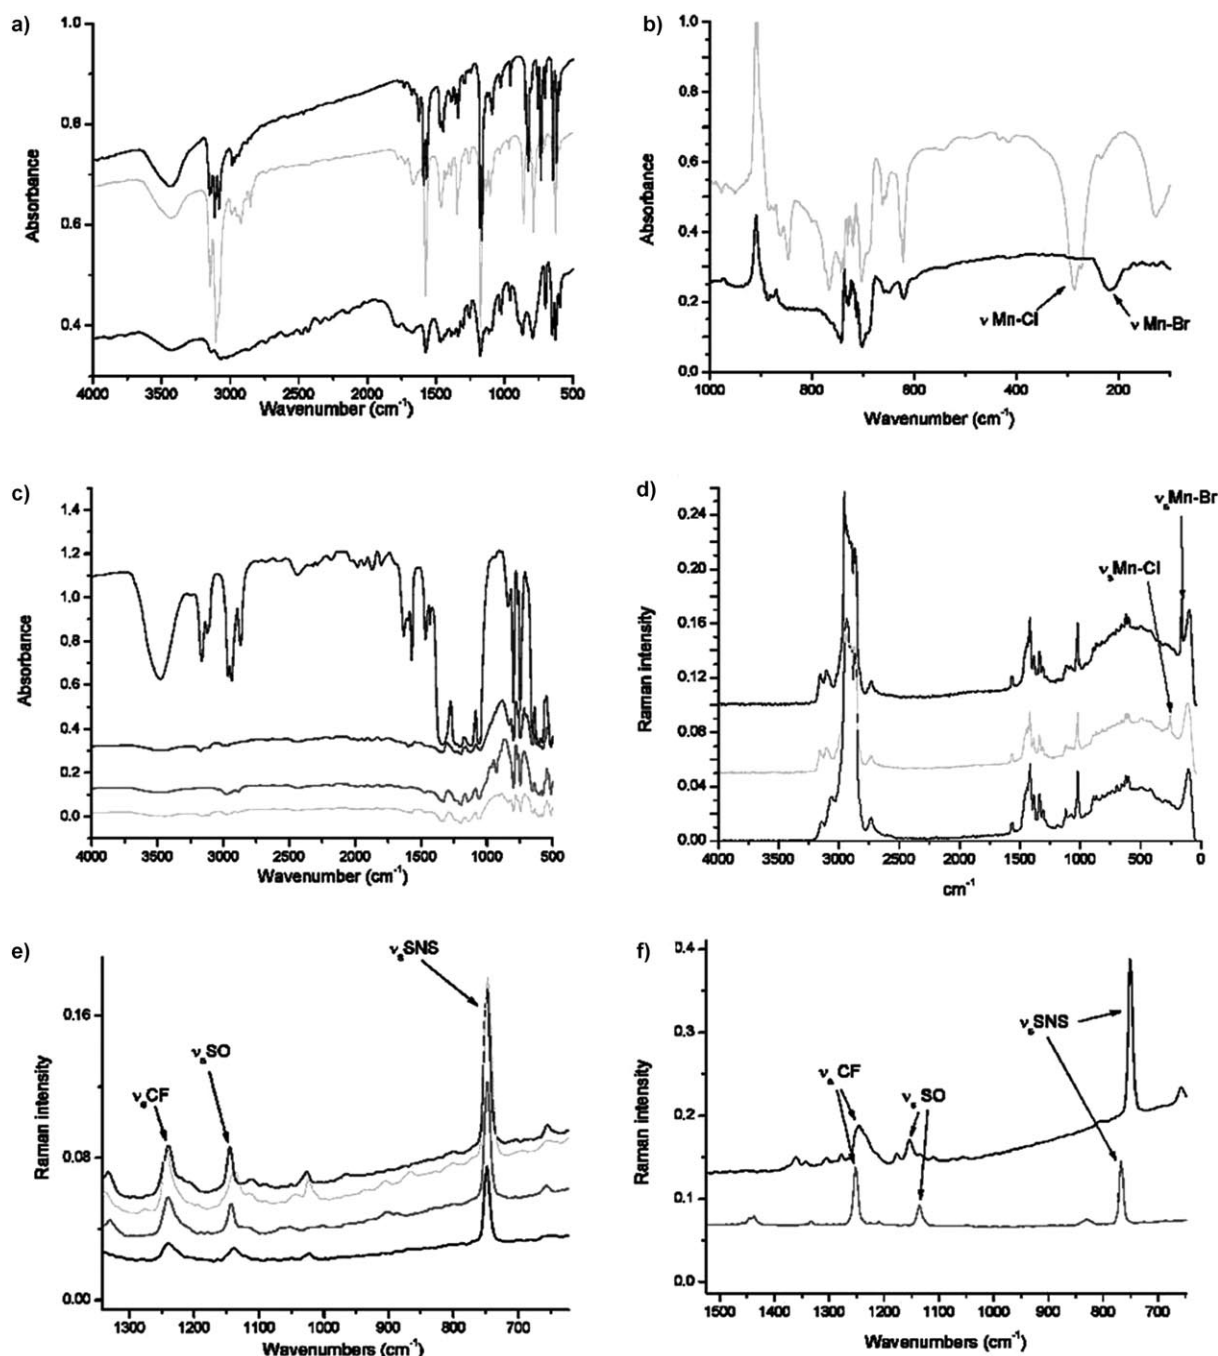 a)
1.0
0.8
0.6
0.4
Absorbance
4000 3500 3000 2500 2000 1500 1000 500
Wavenumber (cm⁻¹)
b)
1.0
0.8
0.6
0.4
0.2
0.0
Absorbance
ν Mn-Cl
ν Mn-Br
1000 800 600 400 200
Wavenumber (cm⁻¹)
c)
1.4
1.2
1.0
0.8
0.6
0.4
0.2
0.0
Absorbance
4000 3500 3000 2500 2000 1500 1000 500
Wavenumber (cm⁻¹)
d)
0.24
0.20
0.16
0.12
0.08
0.04
0.00
Raman intensity
νsMn-Br
νsMn-Cl
4000 3500 3000 2500 2000 1500 1000 500 0
cm⁻¹
e)
0.16
0.08
0.00
Raman intensity
νsSNS
νsSO
νsCF
1300 1200 1100 1000 900 800 700
Wavenumbers (cm⁻¹)
f)
0.4
0.3
0.2
0.1
0.0
Raman intensity
νsSNS
νs CF
νs SO
1500 1400 1300 1200 1100 1000 900 800 700
Wavenumbers (cm⁻¹)